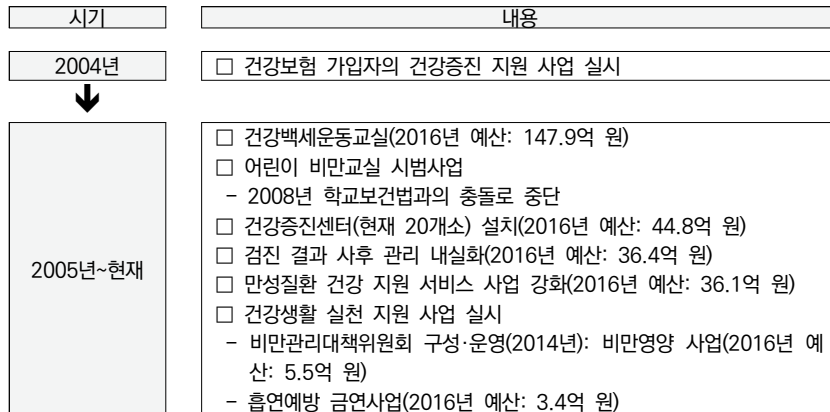 시기
내용
2004년
□ 건강보험 가입자의 건강증진 지원 사업 실시
2005년~현재
□ 건강백세운동교실(2016년 예산: 147.9억 원)
□ 어린이 비만교실 시범사업
- 2008년 학교보건법과의 충돌로 중단
□ 건강증진센터(현재 20개소) 설치(2016년 예산: 44.8억 원)
□ 검진 결과 사후 관리 내실화(2016년 예산: 36.4억 원)
□ 만성질환 건강 지원 서비스 사업 강화(2016년 예산: 36.1억 원)
□ 건강생활 실천 지원 사업 실시
- 비만관리대책위원회 구성·운영(2014년): 비만영양 사업(2016년 예
산: 5.5억 원)
- 흡연예방 금연사업(2016년 예산: 3.4억 원)